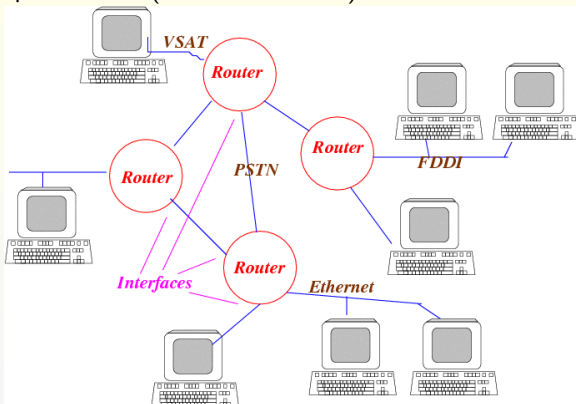 VSAT
Router
Router
FDDI
PSTN
Router
Interfaces
Router
Ethernet